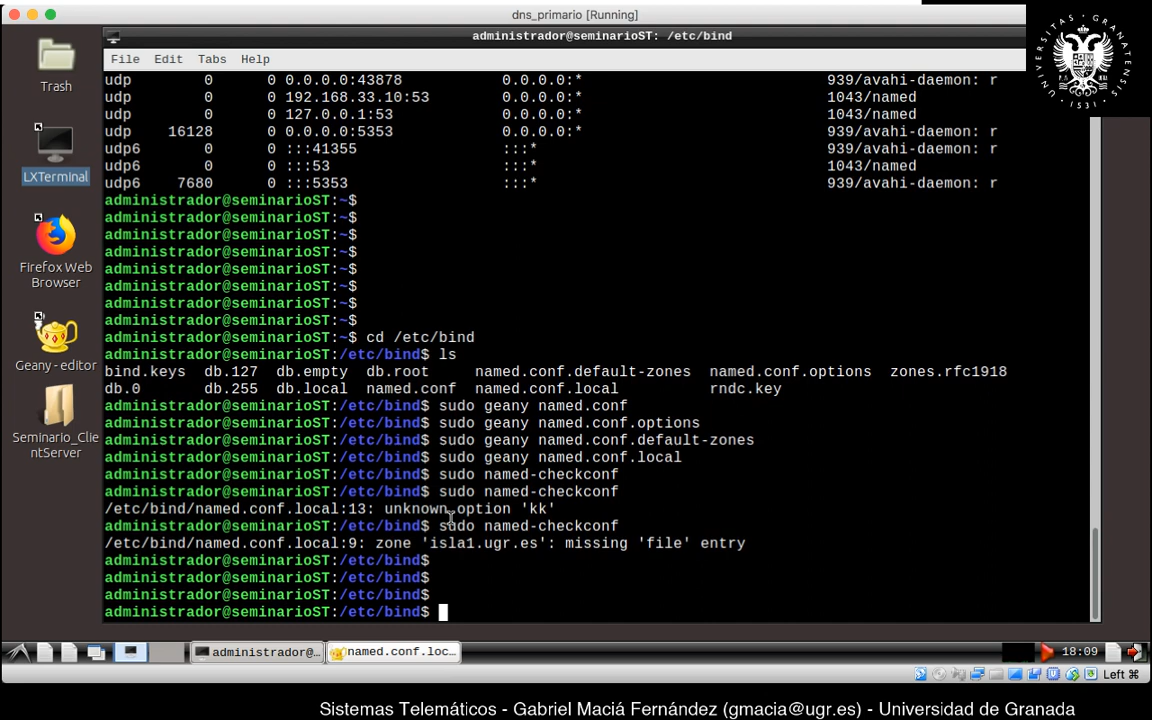 dns_primario [Running]
administrador@seminarioST: /etc/bind
File Edit Tabs Help
udp 0 0 0.0.0.0:43878 0.0.0.0:* 939/avahi-daemon: r
udp 0 0 192.168.33.10:53 0.0.0.0:* 1043/named
udp 0 0 127.0.0.1:53 0.0.0.0:* 1043/named
udp 16128 0 0.0.0.0:5353 0.0.0.0:* 939/avahi-daemon: r
udp6 0 0 :::41355 :::* 939/avahi-daemon: r
udp6 0 0 :::53 :::* 1043/named
udp6 7680 0 :::5353 :::* 939/avahi-daemon: r
administrador@seminarioST:~$
administrador@seminarioST:~$
administrador@seminarioST:~$
administrador@seminarioST:~$
administrador@seminarioST:~$
administrador@seminarioST:~$
administrador@seminarioST:~$
administrador@seminarioST:~$
administrador@seminarioST:~$ cd /etc/bind
administrador@seminarioST:/etc/bind$ ls
bind.keys db.127 db.empty db.root named.conf.default-zones named.conf.options zones.rfc1918
db.0 db.255 db.local named.conf named.conf.local rndc.key
administrador@seminarioST:/etc/bind$ sudo geany named.conf
administrador@seminarioST:/etc/bind$ sudo geany named.conf.options
administrador@seminarioST:/etc/bind$ sudo geany named.conf.default-zones
administrador@seminarioST:/etc/bind$ sudo geany named.conf.local
administrador@seminarioST:/etc/bind$ sudo named-checkconf
administrador@seminarioST:/etc/bind$ sudo named-checkconf
/etc/bind/named.conf.local:13: unknown option 'kk'
administrador@seminarioST:/etc/bind$ sudo named-checkconf
/etc/bind/named.conf.local:9: zone 'isla1.ugr.es': missing 'file' entry
administrador@seminarioST:/etc/bind$
administrador@seminarioST:/etc/bind$
administrador@seminarioST:/etc/bind$
administrador@seminarioST:/etc/bind$
Trash
LXTerminal
Firefox Web
Browser
Geany - editor
Seminario_Clie
ntServer
administrador@...
named.conf.loc...
18:09
Left ⌘
UNIVERSITAS GRANATENSIS
1531
Sistemas Telemáticos - Gabriel Maciá Fernández (gmacia@ugr.es) - Universidad de Granada